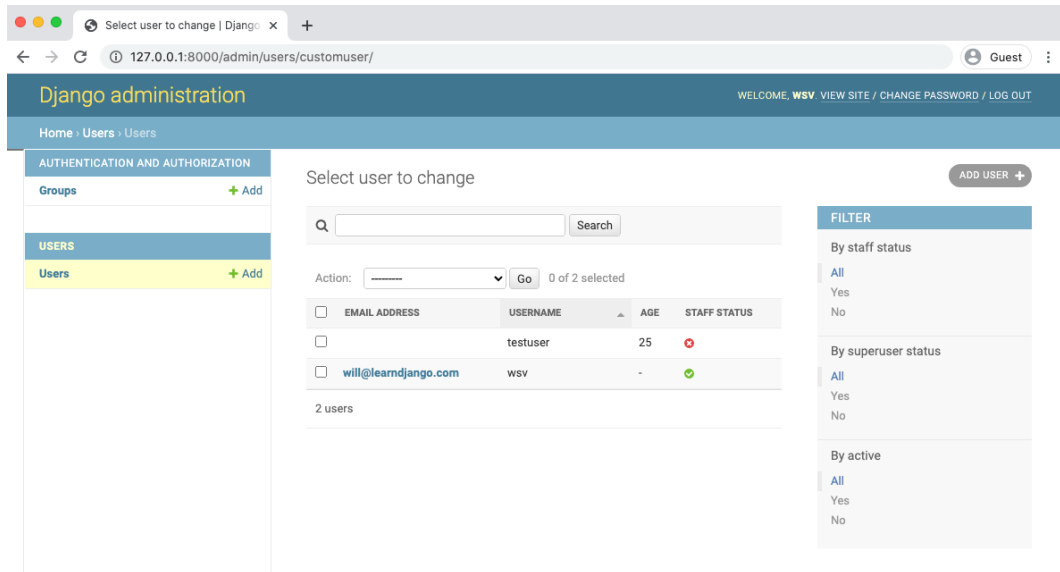 Select user to change | Django
127.0.0.1:8000/admin/users/customuser/
Guest
Django administration
WELCOME, WSV. VIEW SITE / CHANGE PASSWORD / LOG OUT
Home › Users › Users
AUTHENTICATION AND AUTHORIZATION
Groups + Add
USERS
Users + Add
Select user to change
ADD USER +
Search
Action: --------- Go 0 of 2 selected
EMAIL ADDRESS USERNAME AGE STAFF STATUS
testuser 25
will@learndjango.com wsv -
2 users
FILTER
By staff status
All
Yes
No
By superuser status
All
Yes
No
By active
All
Yes
No